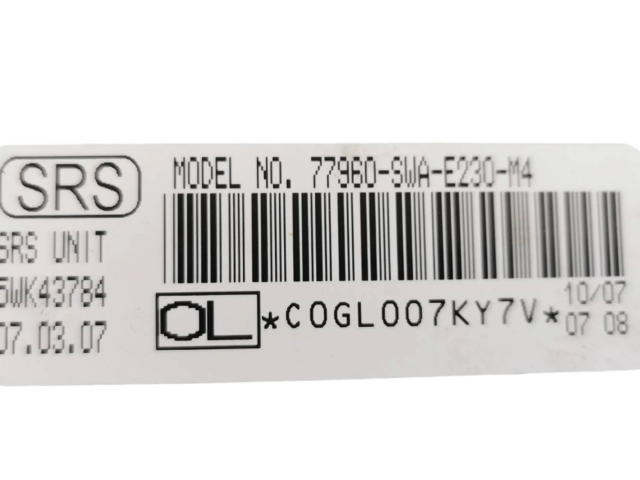 SRS
SRS UNIT
5WK43784
07.03.07
MODEL NO. 77960-SWA-E230-M4
OL
*C0GL007KY7V*
10/07
07 08